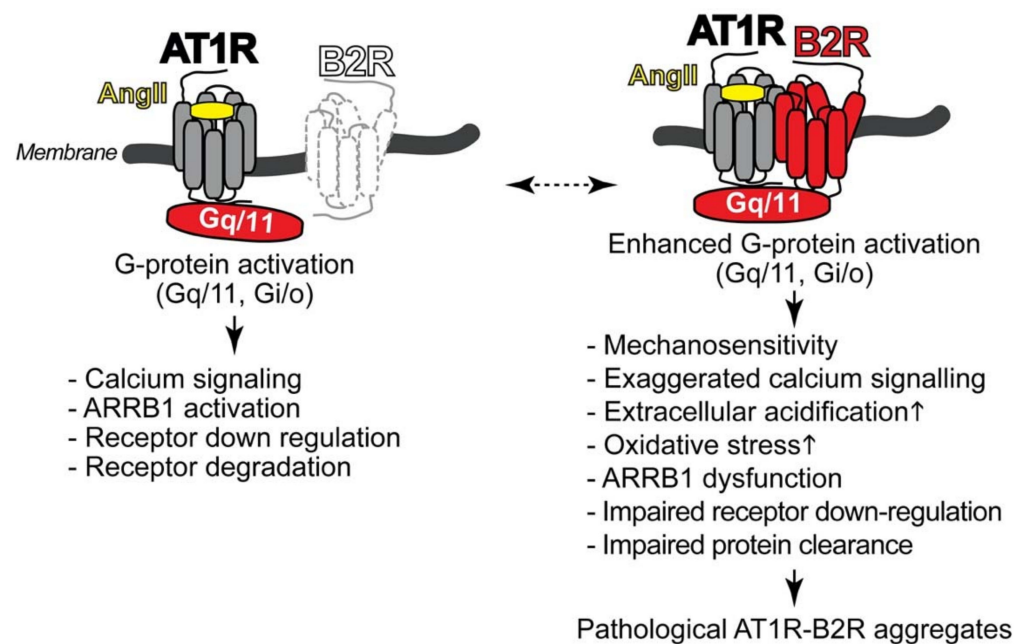 AT1R
B2R
AngII
Membrane
Gq/11
G-protein activation
(Gq/11, Gi/o)
- Calcium signaling
- ARRB1 activation
- Receptor down regulation
- Receptor degradation
AT1R
B2R
AngII
Gq/11
Enhanced G-protein activation
(Gq/11, Gi/o)
- Mechanosensitivity
- Exaggerated calcium signalling
- Extracellular acidification↑
- Oxidative stress↑
- ARRB1 dysfunction
- Impaired receptor down-regulation
- Impaired protein clearance
Pathological AT1R-B2R aggregates